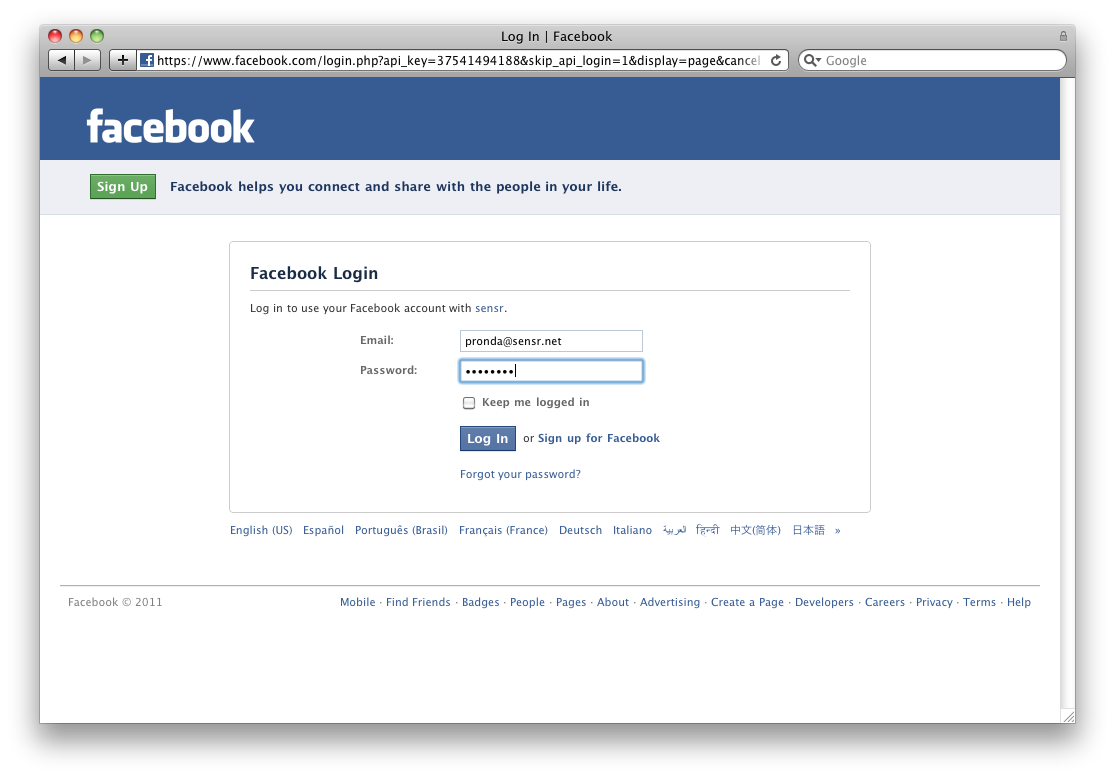 Log In | Facebook
https://www.facebook.com/login.php?api_key=37541494188&skip_api_login=1&display=page&cancel
Google
facebook
Sign Up Facebook helps you connect and share with the people in your life.
Facebook Login
Log in to use your Facebook account with sensr.
Email: pronda@sensr.net
Password: ••••••••
Keep me logged in
Log In or Sign up for Facebook
Forgot your password?
English (US) Español Português (Brasil) Français (France) Deutsch Italiano العربية हिन्दी 中文(简体) 日本語 »
Facebook © 2011 Mobile · Find Friends · Badges · People · Pages · About · Advertising · Create a Page · Developers · Careers · Privacy · Terms · Help